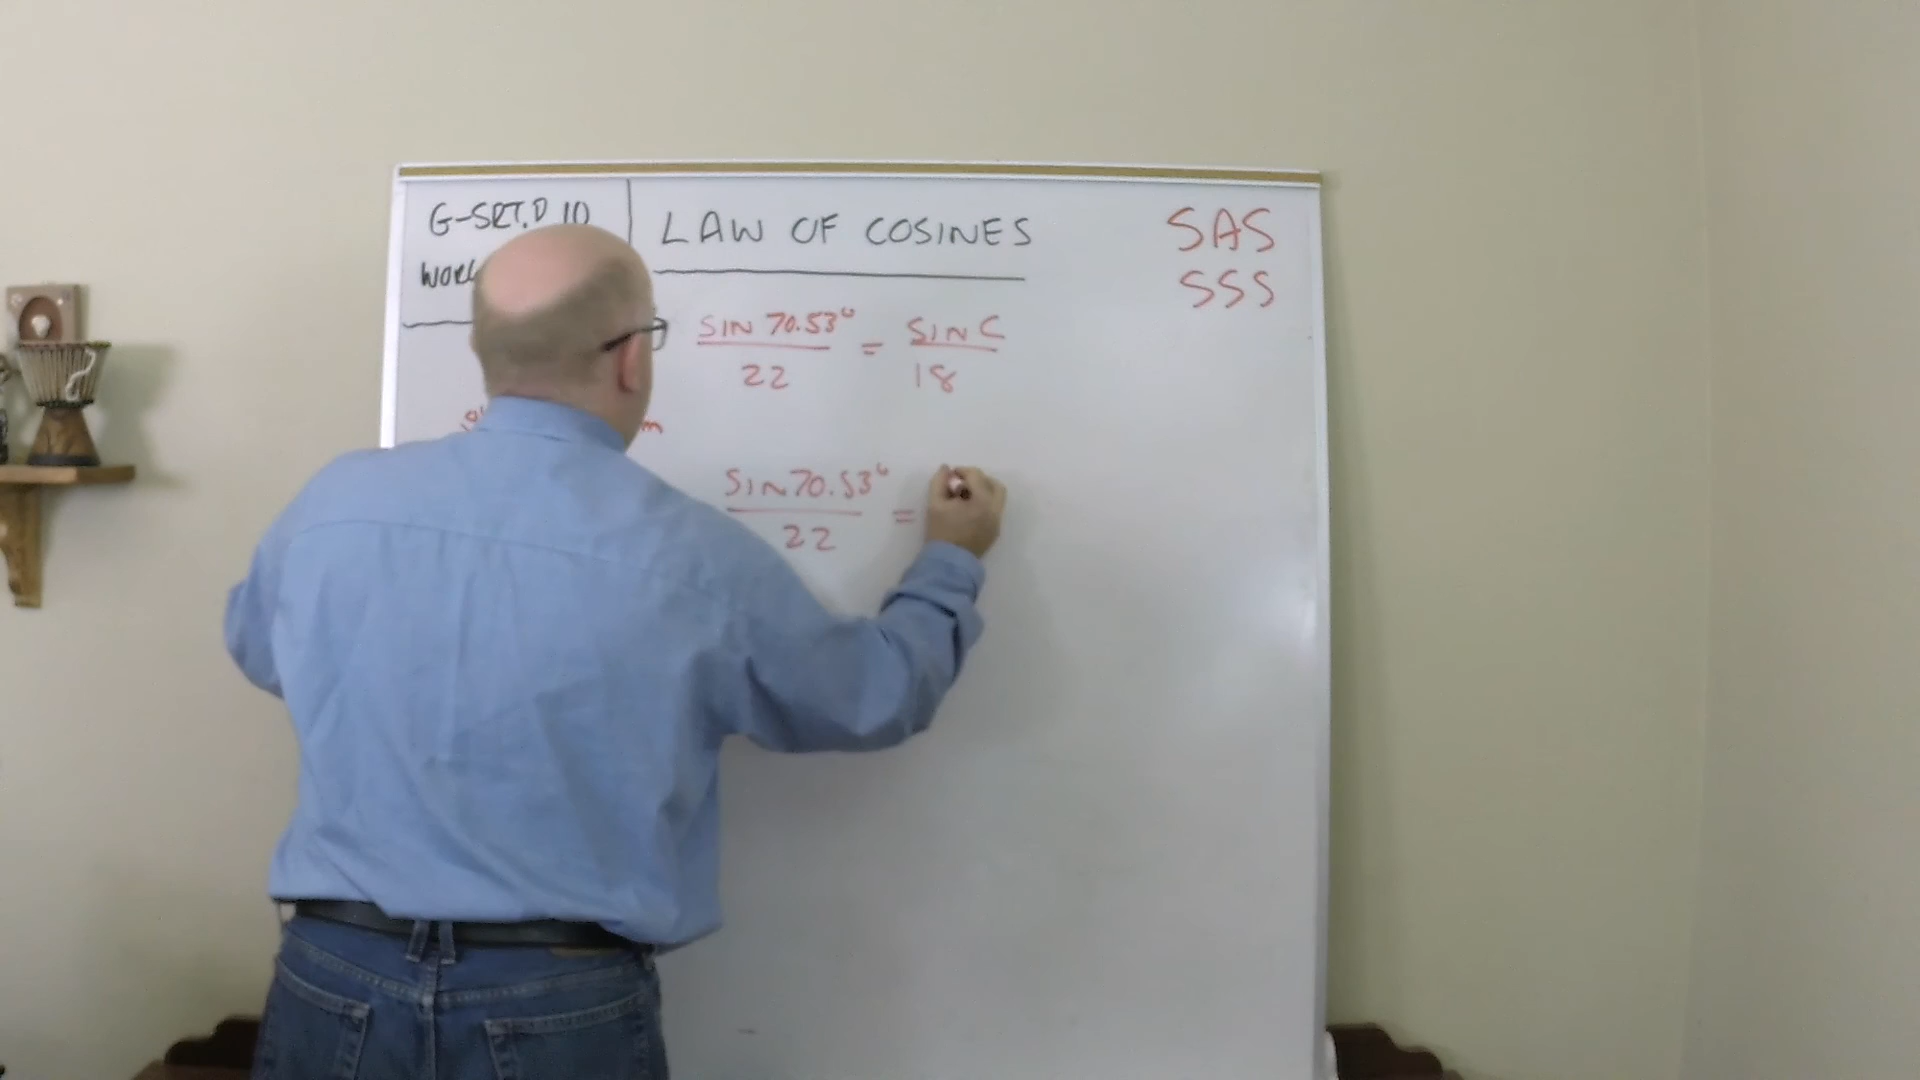 G-SRT.D 10
LAW OF COSINES
SAS
SSS
SIN 70.53° = SIN C
22 18
m
SIN 70.53° =
22